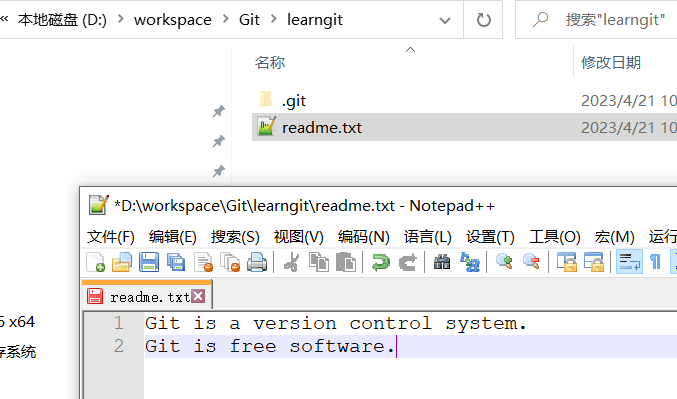 « 本地磁盘 (D:) > workspace > Git > learngit
搜索"learngit"
名称
修改日期
.git
2023/4/21 10
readme.txt
2023/4/21 10
*D:\workspace\Git\learngit\readme.txt - Notepad++
文件(F) 编辑(E) 搜索(S) 视图(V) 编码(N) 语言(L) 设置(T) 工具(O) 宏(M) 运行
readme.txt
1 Git is a version control system.
2 Git is free software.
x64
存系统